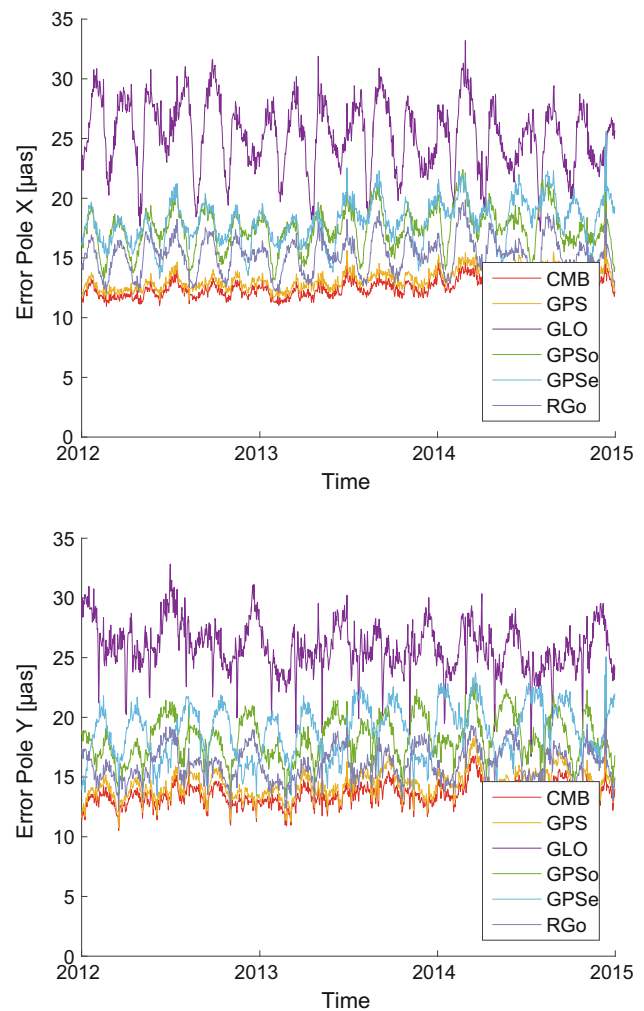 35
30
25
20
15
10
5
0
Error Pole X [µas]
CMB
GPS
GLO
GPSo
GPSe
RGo
2012
2013
2014
2015
Time
35
30
25
20
15
10
5
0
Error Pole Y [µas]
CMB
GPS
GLO
GPSo
GPSe
RGo
2012
2013
2014
2015
Time